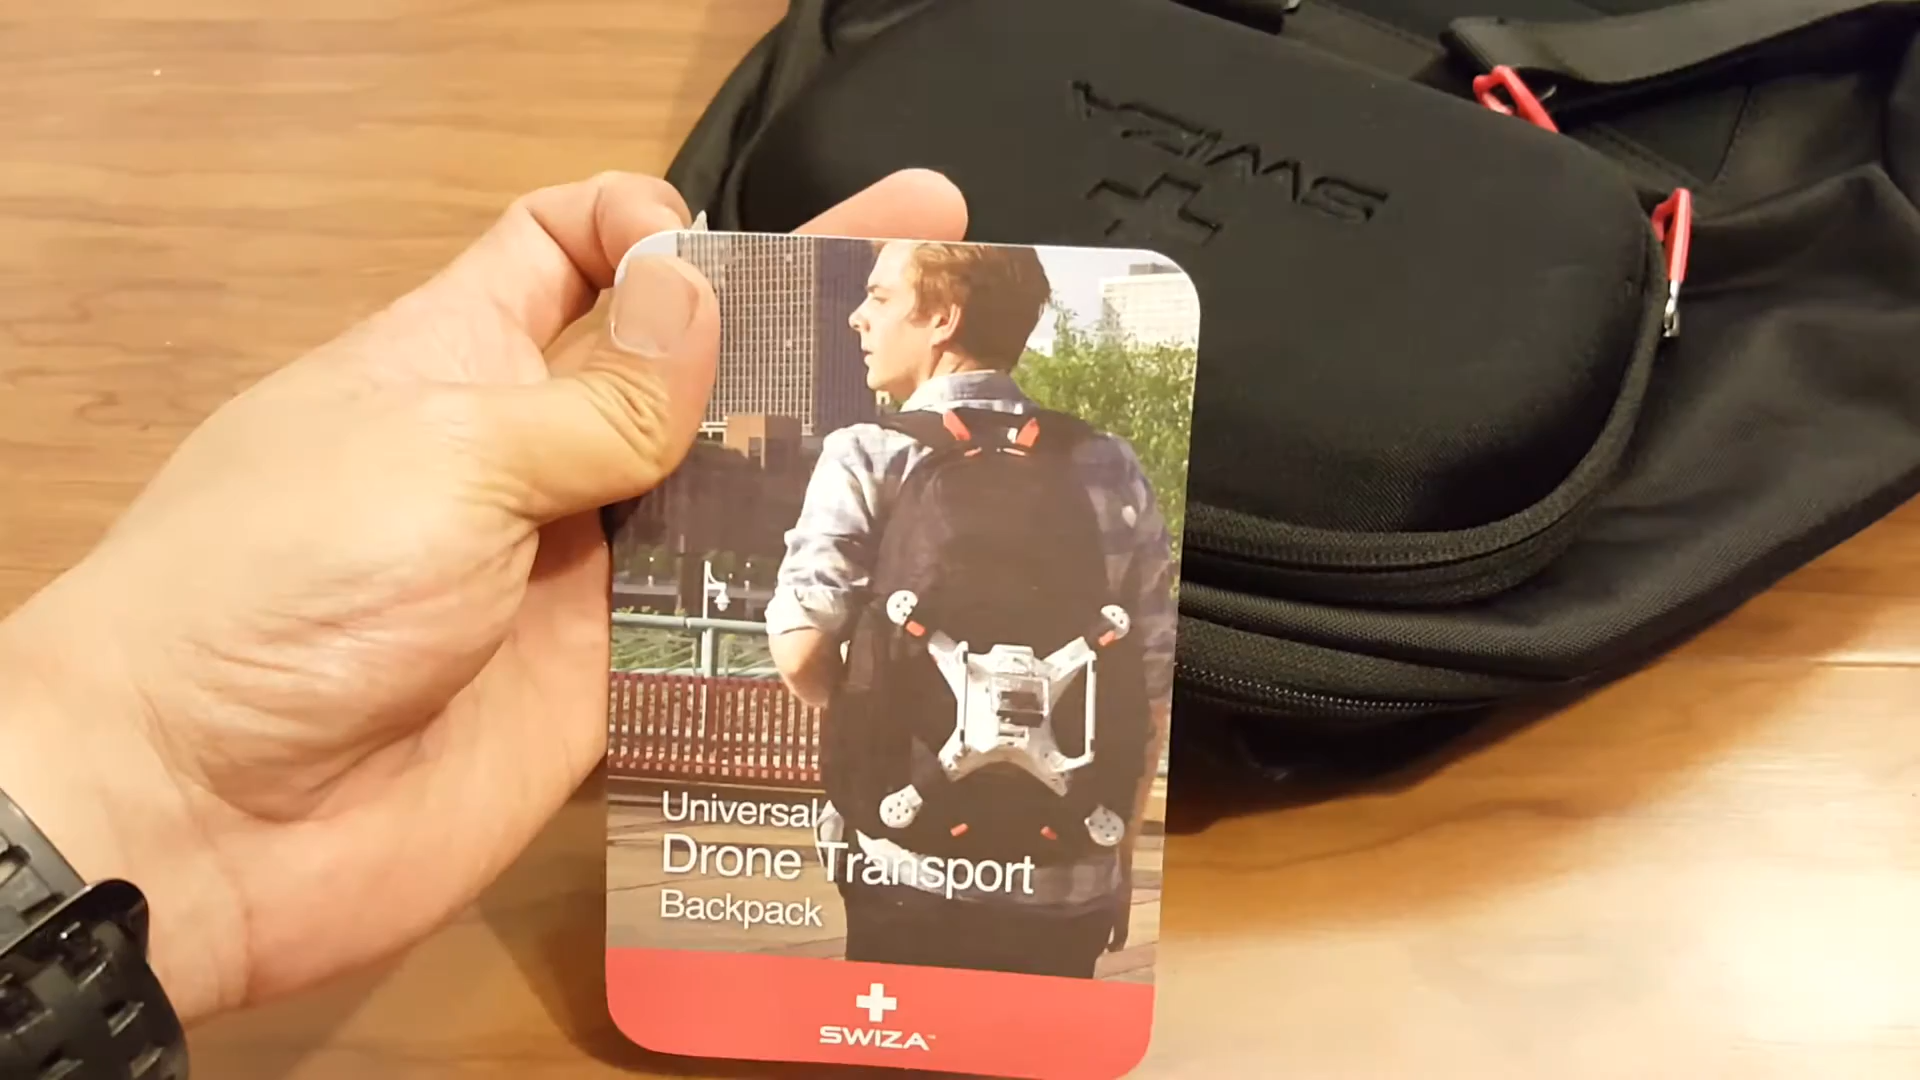 SWIZA
Universal
Drone Transport
Backpack
SWIZA™